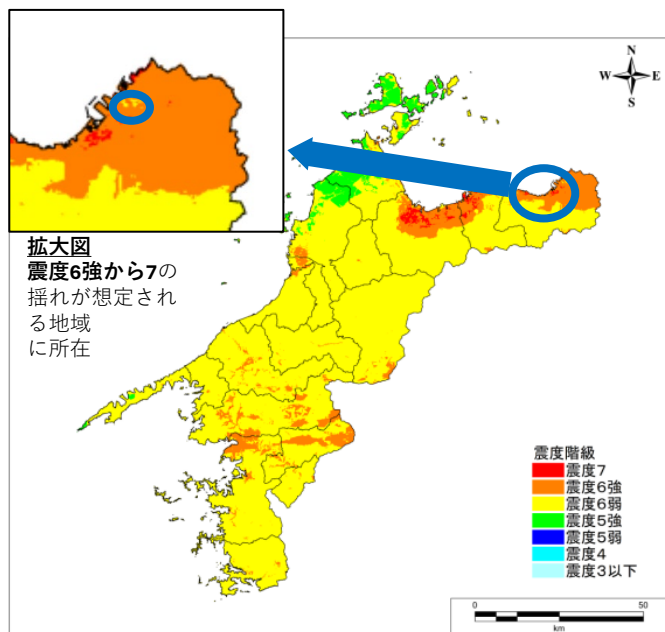 N
W E
S
拡大図
震度6強から7の
揺れが想定され
る地域
に所在
震度階級
震度7
震度6強
震度6弱
震度5強
震度5弱
震度4
震度3以下
0 50
km